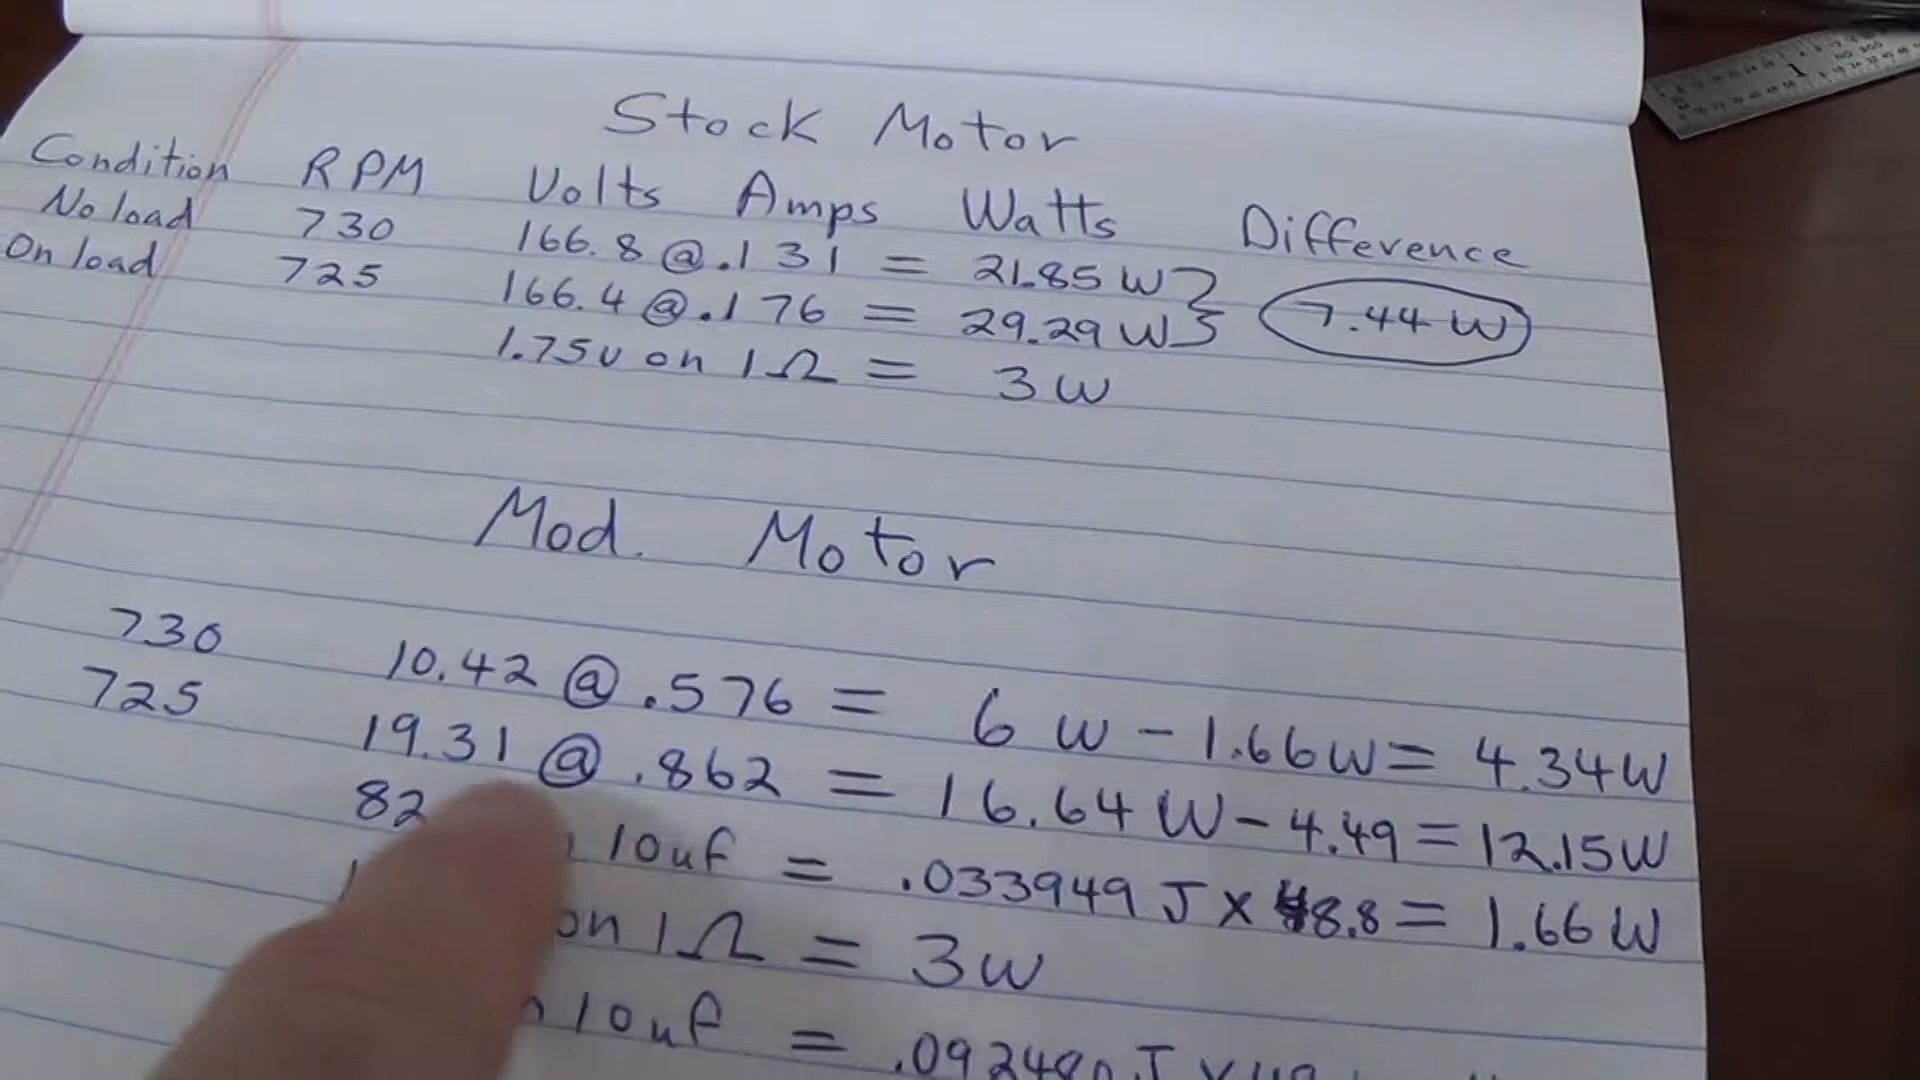 Stock Motor
Condition RPM Volts Amps Watts Difference
No load 730 166.8 @ .131 = 21.85 W } 7.44 W
On load 725 166.4 @ .176 = 29.29 W
1.75v on 1Ω = 3 W
Mod. Motor
730 10.42 @ .576 = 6 W - 1.66W = 4.34W
725 19.31 @ .862 = 16.64 W - 4.49 = 12.15W
82 10uf = .033949 J x 48.8 = 1.66 W
on 1Ω = 3 W
10uf =